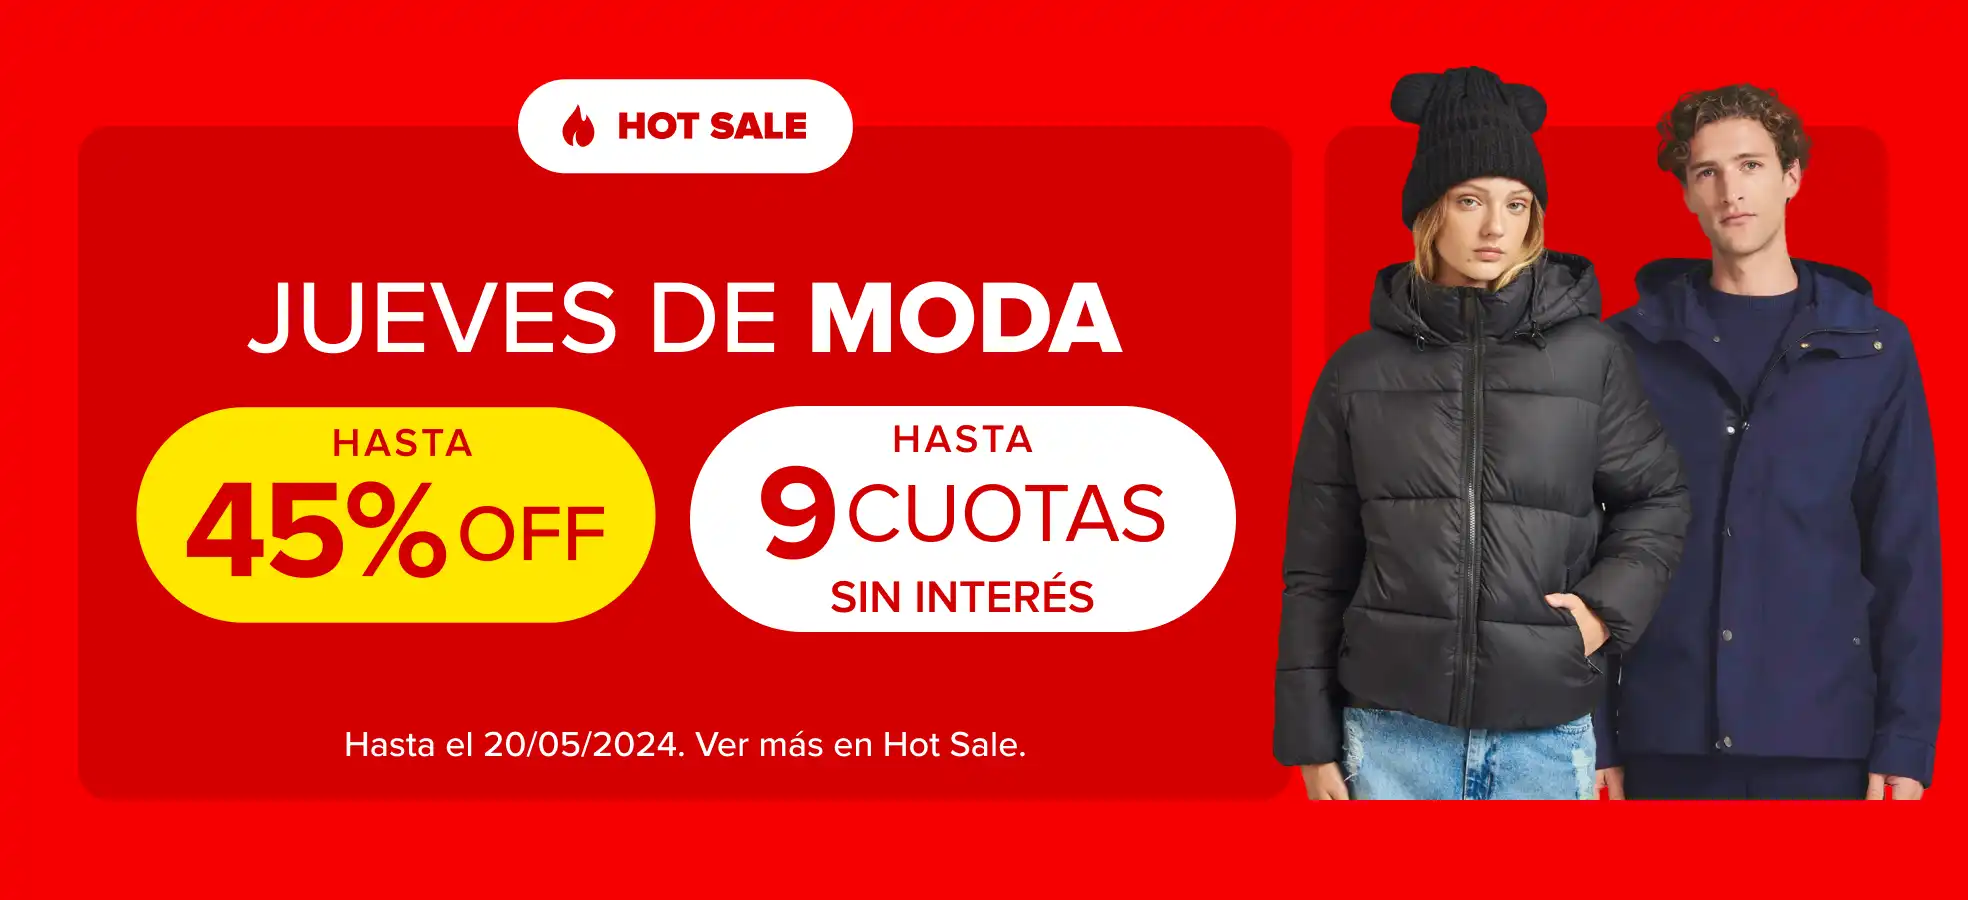 HOT SALE
JUEVES DE MODA
HASTA
45% OFF
HASTA
9 CUOTAS
SIN INTERÉS
Hasta el 20/05/2024. Ver más en Hot Sale.